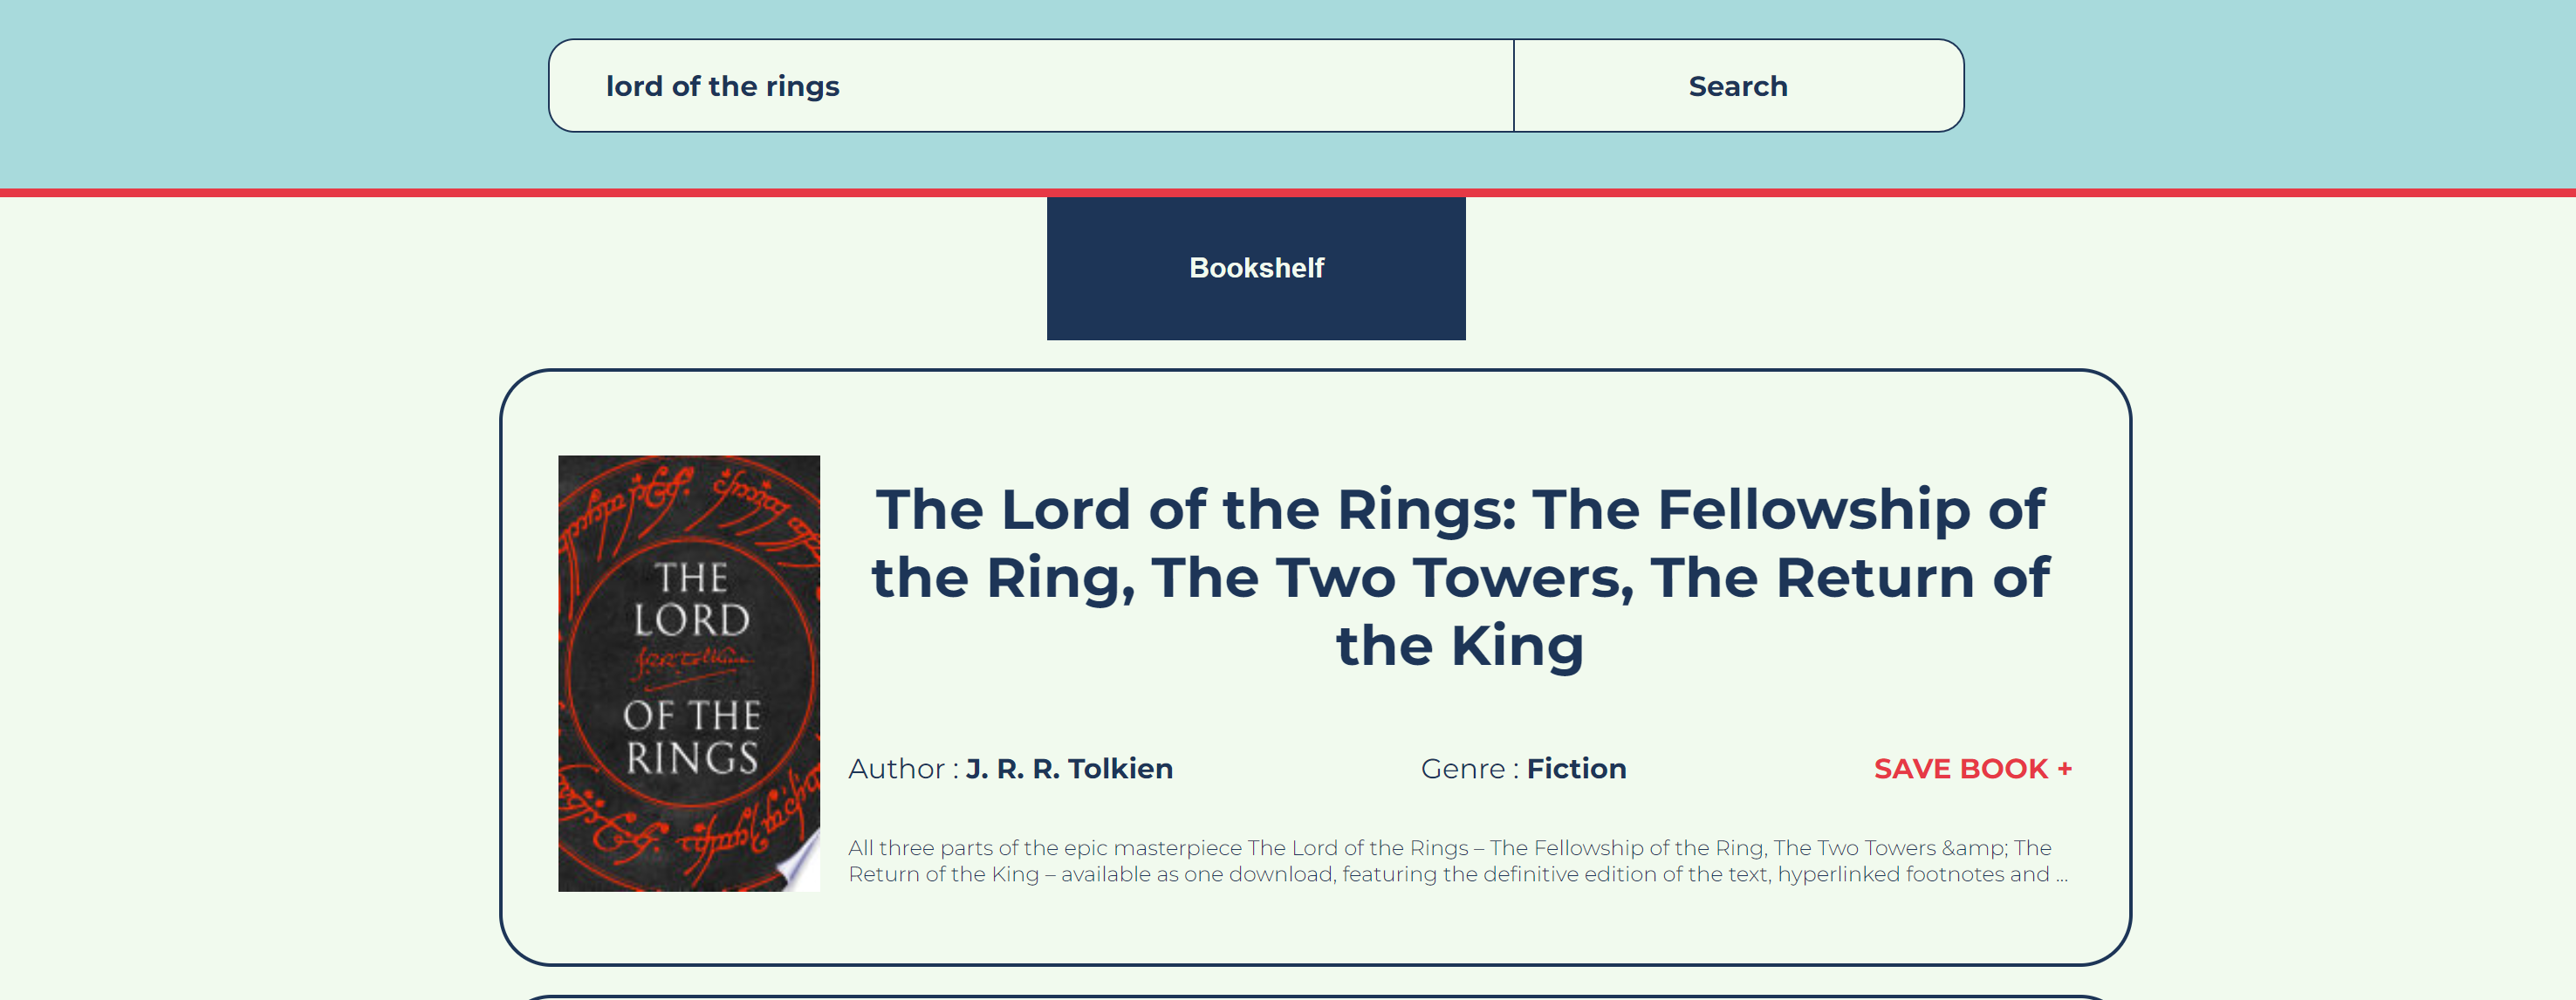 lord of the rings
Search
Bookshelf
The Lord of the Rings: The Fellowship of
the Ring, The Two Towers, The Return of
the King
THE
LORD
J.R.R. Tolkien
OF THE
RINGS
Author : J. R. R. Tolkien
Genre : Fiction
SAVE BOOK +
All three parts of the epic masterpiece The Lord of the Rings – The Fellowship of the Ring, The Two Towers &amp; The
Return of the King – available as one download, featuring the definitive edition of the text, hyperlinked footnotes and ...